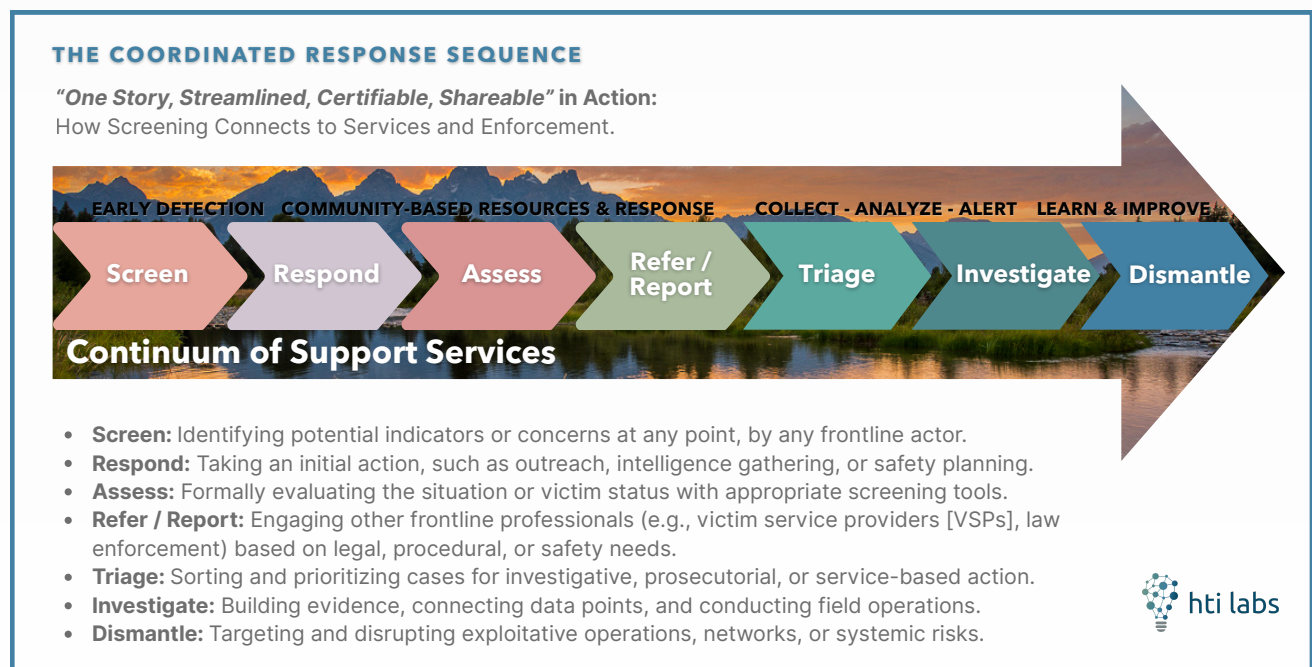 THE COORDINATED RESPONSE SEQUENCE
“One Story, Streamlined, Certifiable, Shareable” in Action:
How Screening Connects to Services and Enforcement.
EARLY DETECTION COMMUNITY-BASED RESOURCES & RESPONSE COLLECT - ANALYZE - ALERT LEARN & IMPROVE
Screen
Respond
Assess
Refer /
Report
Triage
Investigate
Dismantle
Continuum of Support Services
• Screen: Identifying potential indicators or concerns at any point, by any frontline actor.
• Respond: Taking an initial action, such as outreach, intelligence gathering, or safety planning.
• Assess: Formally evaluating the situation or victim status with appropriate screening tools.
• Refer / Report: Engaging other frontline professionals (e.g., victim service providers [VSPs], law
enforcement) based on legal, procedural, or safety needs.
• Triage: Sorting and prioritizing cases for investigative, prosecutorial, or service-based action.
• Investigate: Building evidence, connecting data points, and conducting field operations.
• Dismantle: Targeting and disrupting exploitative operations, networks, or systemic risks.
hti labs